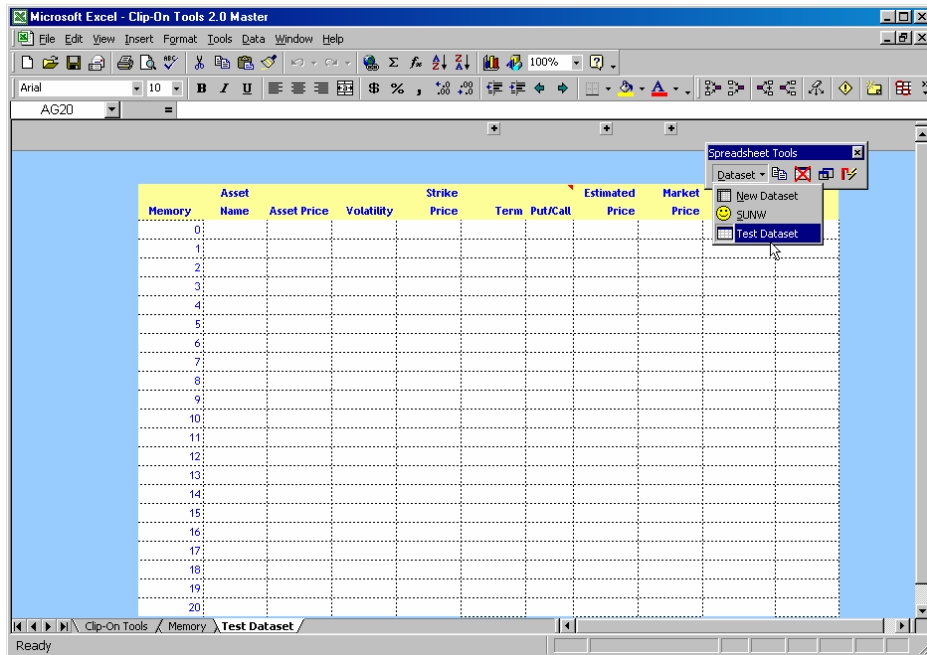 Microsoft Excel - Clip-On Tools 2.0 Master
File Edit View Insert Format Tools Data Window Help
100%
Arial 10 B I U $ % ,
AG20 =
Spreadsheet Tools
Dataset
New Dataset
SUNW
Test Dataset
Asset Strike Estimated Market
Memory Name Asset Price Volatility Price Term Put/Call Price Price
0
1
2
3
4
5
6
7
8
9
10
11
12
13
14
15
16
17
18
19
20
Clip-On Tools Memory Test Dataset
Ready